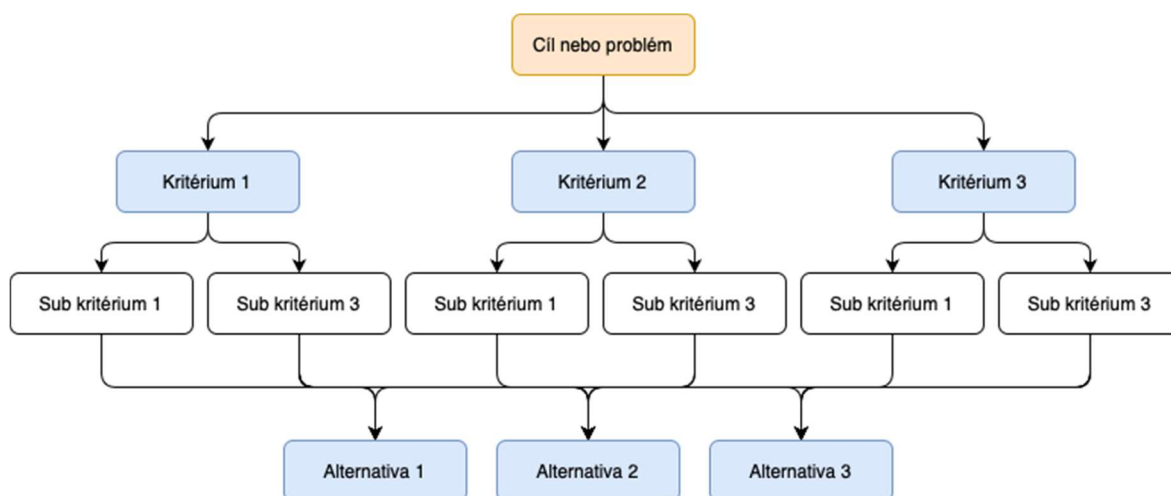 Cíl nebo problém
Kritérium 1
Kritérium 2
Kritérium 3
Sub kritérium 1
Sub kritérium 3
Sub kritérium 1
Sub kritérium 3
Sub kritérium 1
Sub kritérium 3
Alternativa 1
Alternativa 2
Alternativa 3